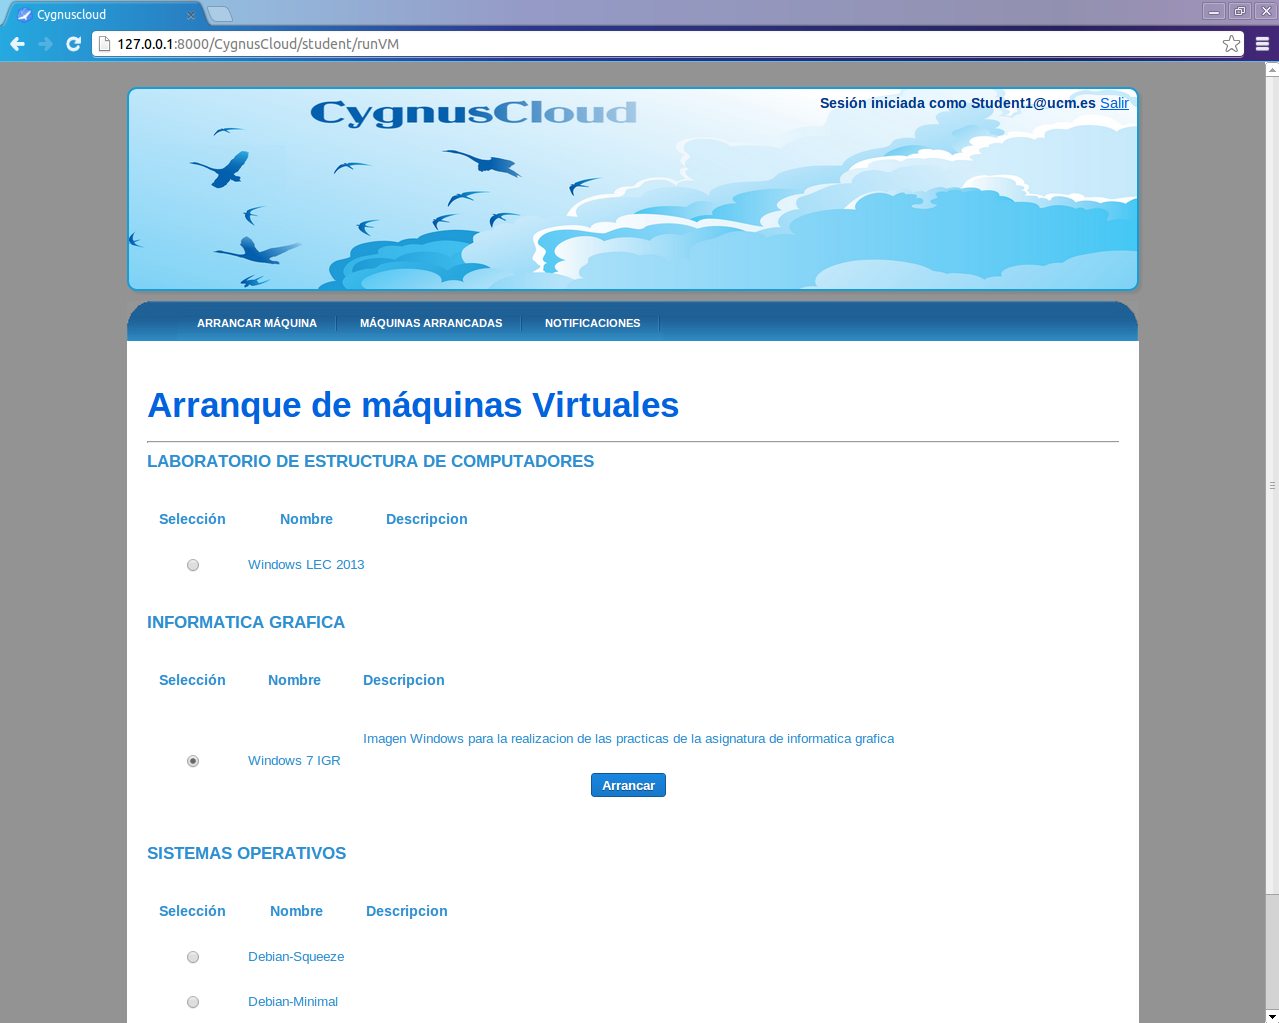 Cygnuscloud
127.0.0.1:8000/CygnusCloud/student/runVM
CygnusCloud
Sesión iniciada como Student1@ucm.es Salir
ARRANCAR MÁQUINA MÁQUINAS ARRANCADAS NOTIFICACIONES
Arranque de máquinas Virtuales
LABORATORIO DE ESTRUCTURA DE COMPUTADORES
Selección Nombre Descripcion
Windows LEC 2013
INFORMATICA GRAFICA
Selección Nombre Descripcion
Imagen Windows para la realizacion de las practicas de la asignatura de informatica grafica
Windows 7 IGR
Arrancar
SISTEMAS OPERATIVOS
Selección Nombre Descripcion
Debian-Squeeze
Debian-Minimal